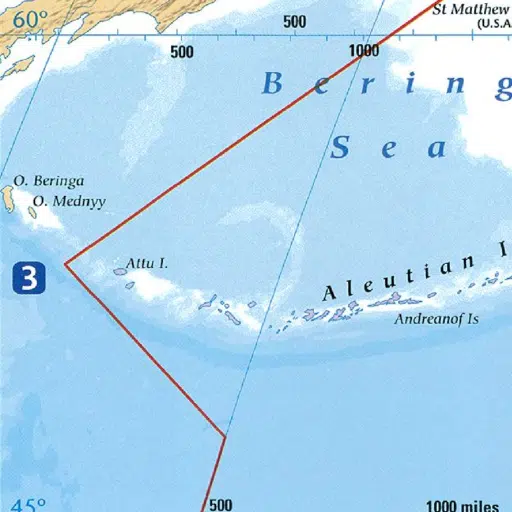 60°
500
St Matthew
(U.S.A
500
1000
Bering
Sea
O. Beringa
O. Mednyy
3
Attu I.
Aleutian I
Andreanof Is
45°
500
1000 miles